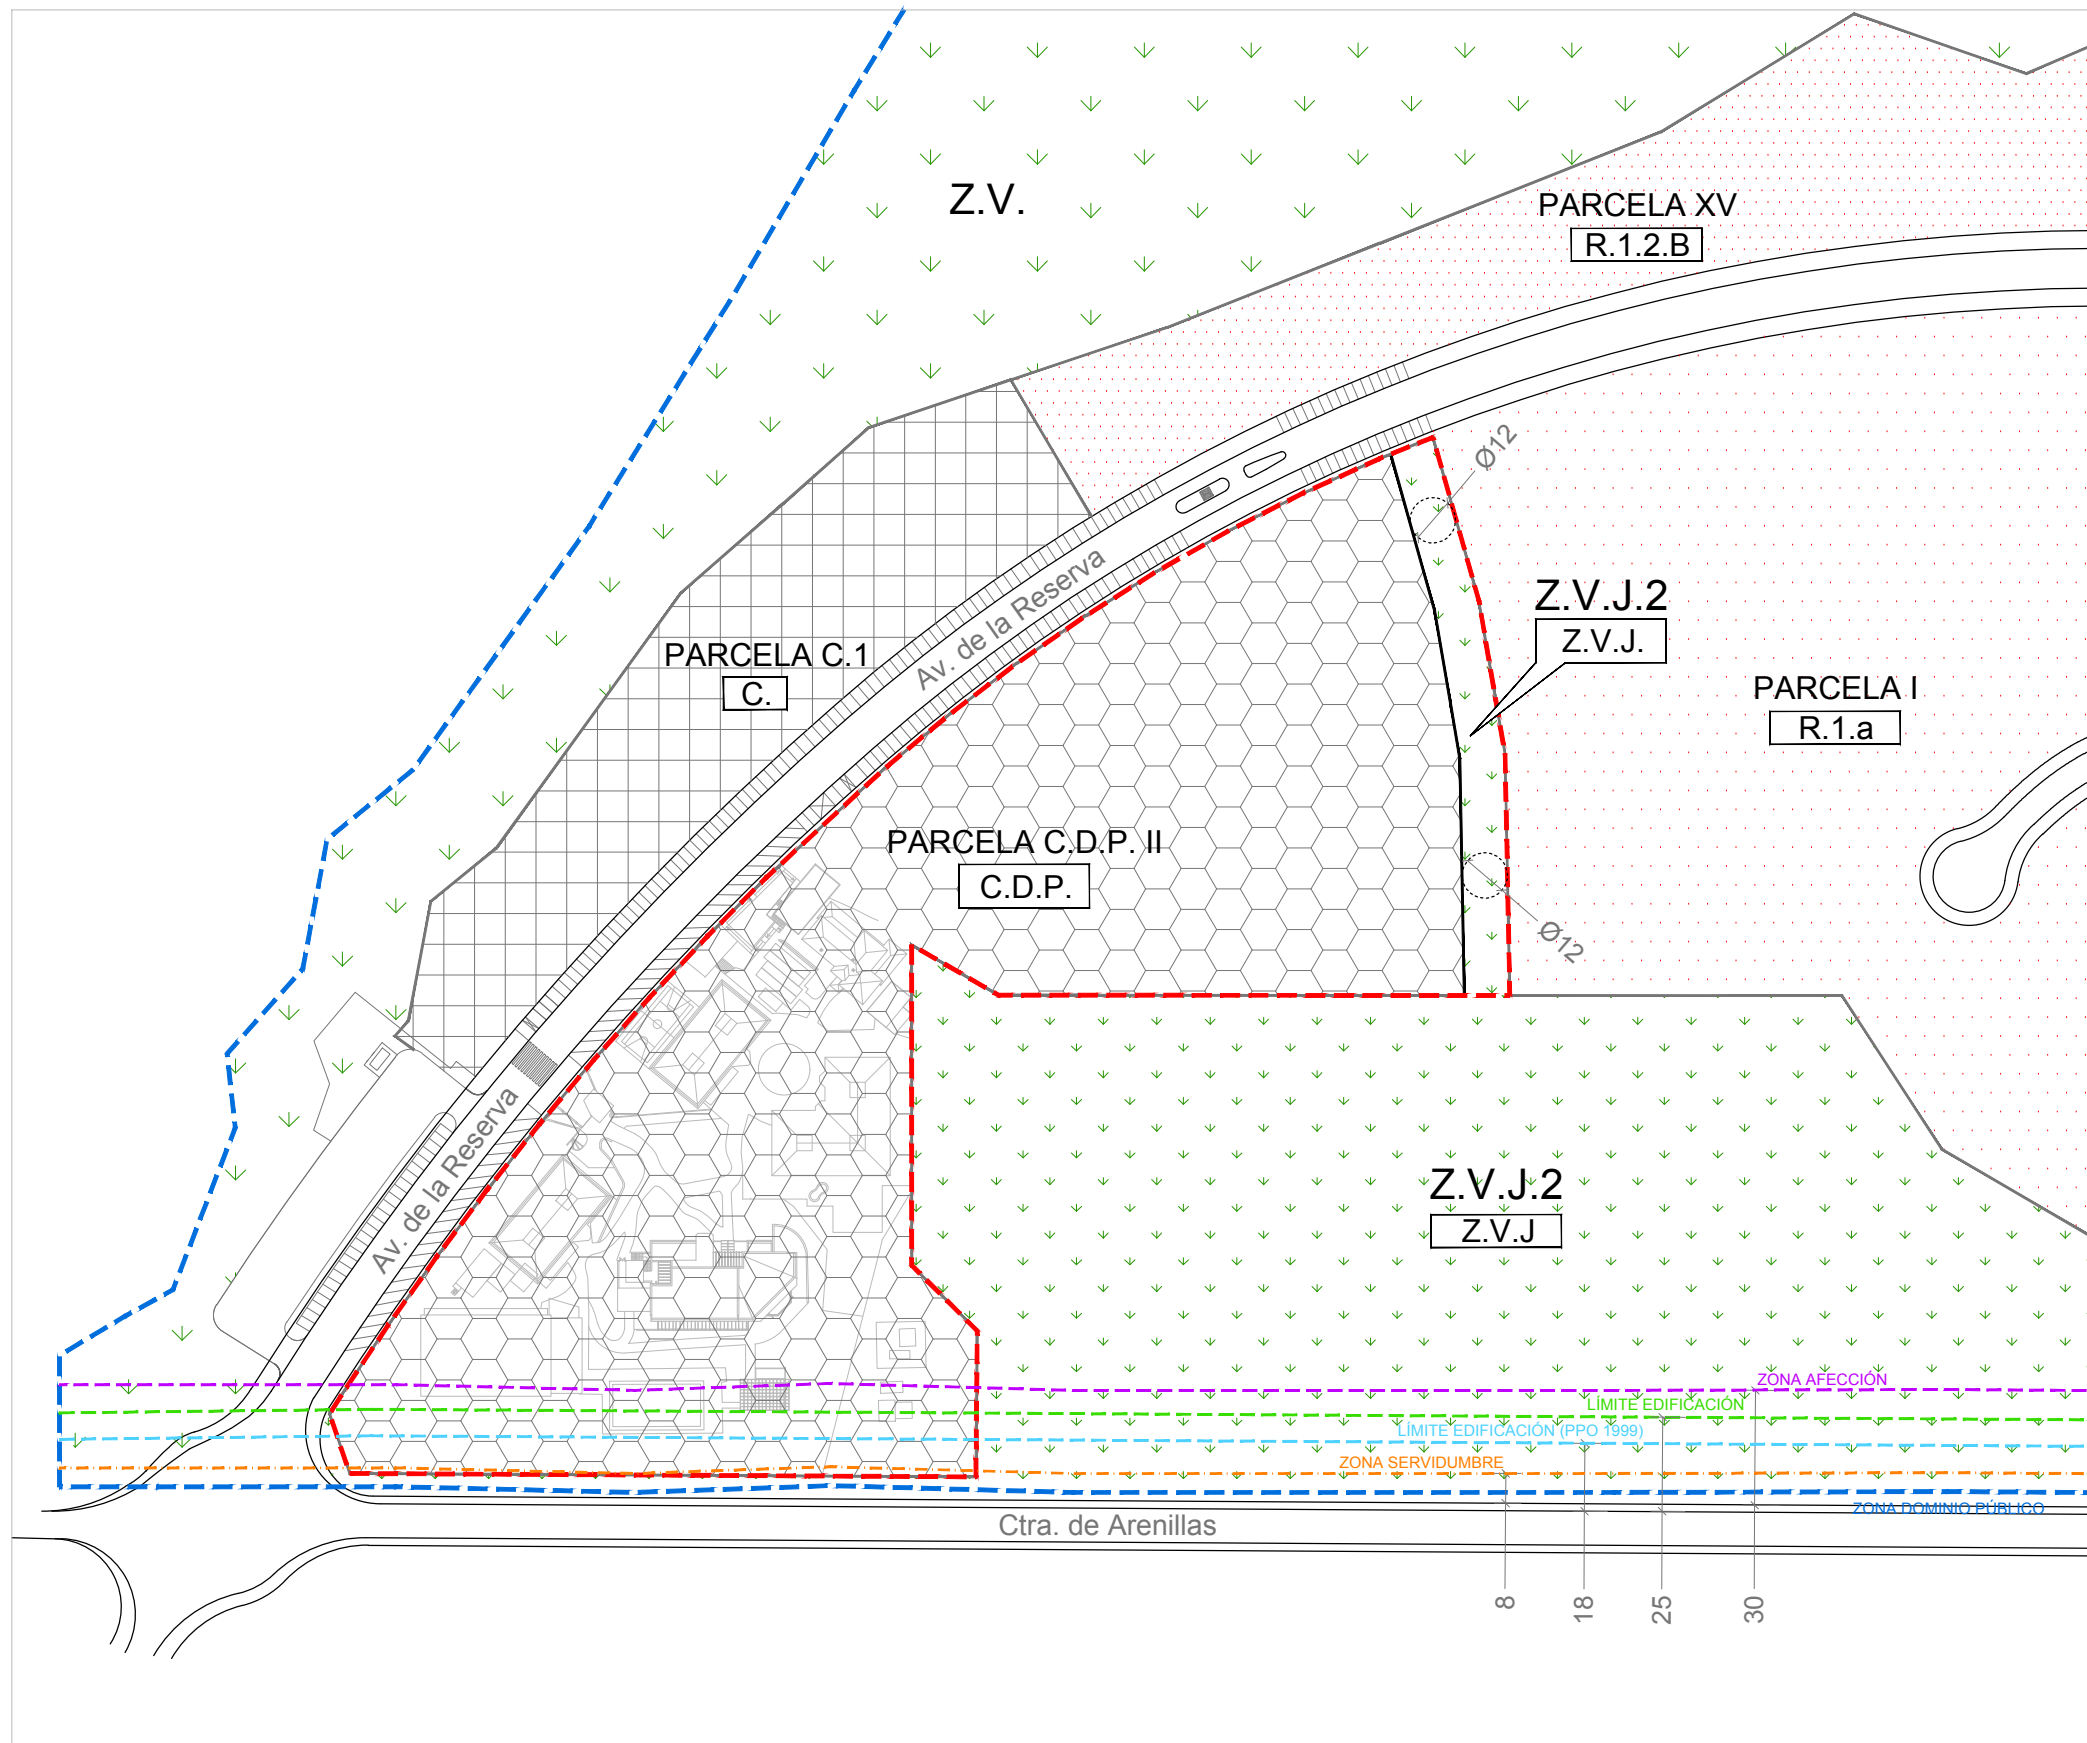 Z.V.
PARCELA XV
R.1.2.B
Ø12
Av. de la Reserva
Z.V.J.2
Z.V.J.
PARCELA C.1
C.
PARCELA I
R.1.a
PARCELA C.D.P. II
C.D.P.
Ø12
Av. de la Reserva
Z.V.J.2
Z.V.J
ZONA AFECCIÓN
LÍMITE EDIFICACIÓN
LÍMITE EDIFICACIÓN (PPO 1999)
ZONA SERVIDUMBRE
ZONA DOMINIO PÚBLICO
Ctra. de Arenillas
8
18
25
30